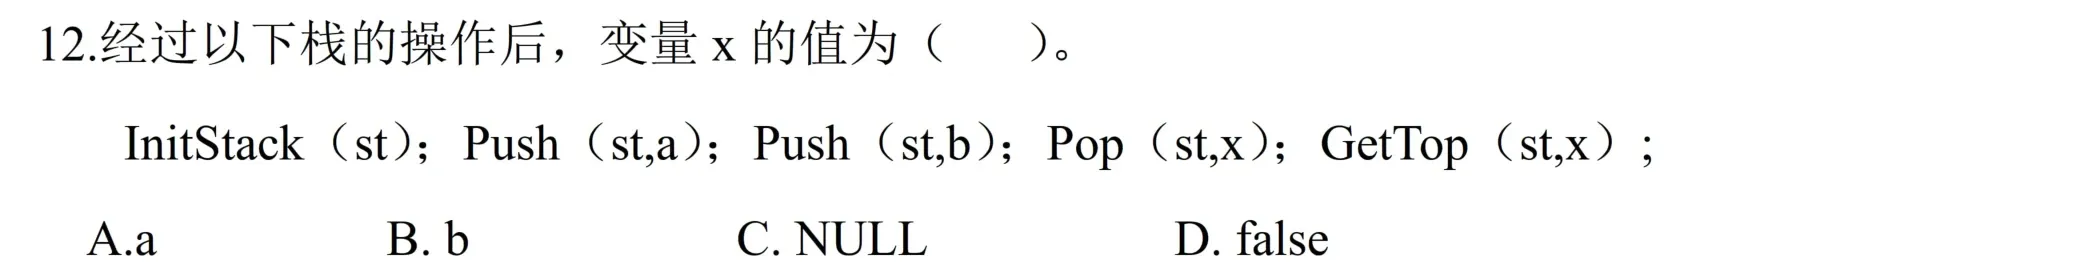 12.经过以下栈的操作后，变量 x 的值为（　　）。
InitStack（st）；Push（st,a）；Push（st,b）；Pop（st,x）；GetTop（st,x）;
A.a B. b C. NULL D. false